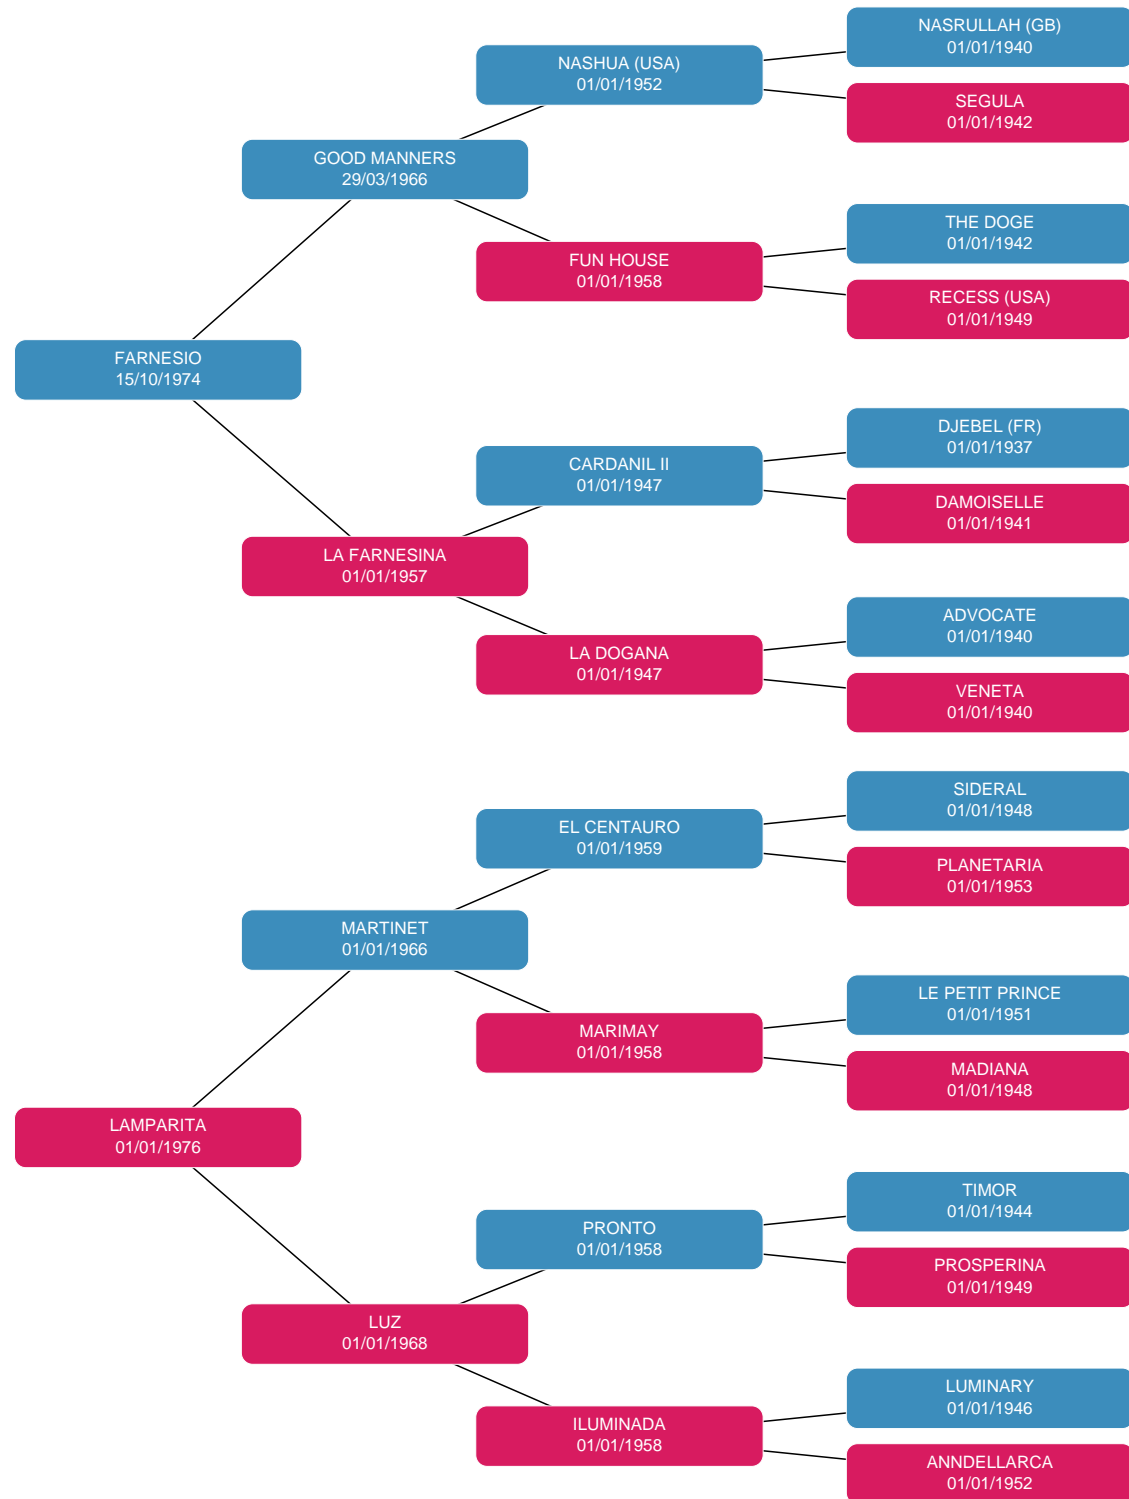 NASRULLAH (GB)
01/01/1940
NASHUA (USA)
01/01/1952
SEGULA
01/01/1942
GOOD MANNERS
29/03/1966
THE DOGE
01/01/1942
FUN HOUSE
01/01/1958
RECESS (USA)
01/01/1949
FARNESIO
15/10/1974
DJEBEL (FR)
01/01/1937
CARDANIL II
01/01/1947
DAMOISELLE
01/01/1941
LA FARNESINA
01/01/1957
ADVOCATE
01/01/1940
LA DOGANA
01/01/1947
VENETA
01/01/1940
SIDERAL
01/01/1948
EL CENTAURO
01/01/1959
PLANETARIA
01/01/1953
MARTINET
01/01/1966
LE PETIT PRINCE
01/01/1951
MARIMAY
01/01/1958
MADIANA
01/01/1948
LAMPARITA
01/01/1976
TIMOR
01/01/1944
PRONTO
01/01/1958
PROSPERINA
01/01/1949
LUZ
01/01/1968
LUMINARY
01/01/1946
ILUMINADA
01/01/1958
ANNDELLARCA
01/01/1952